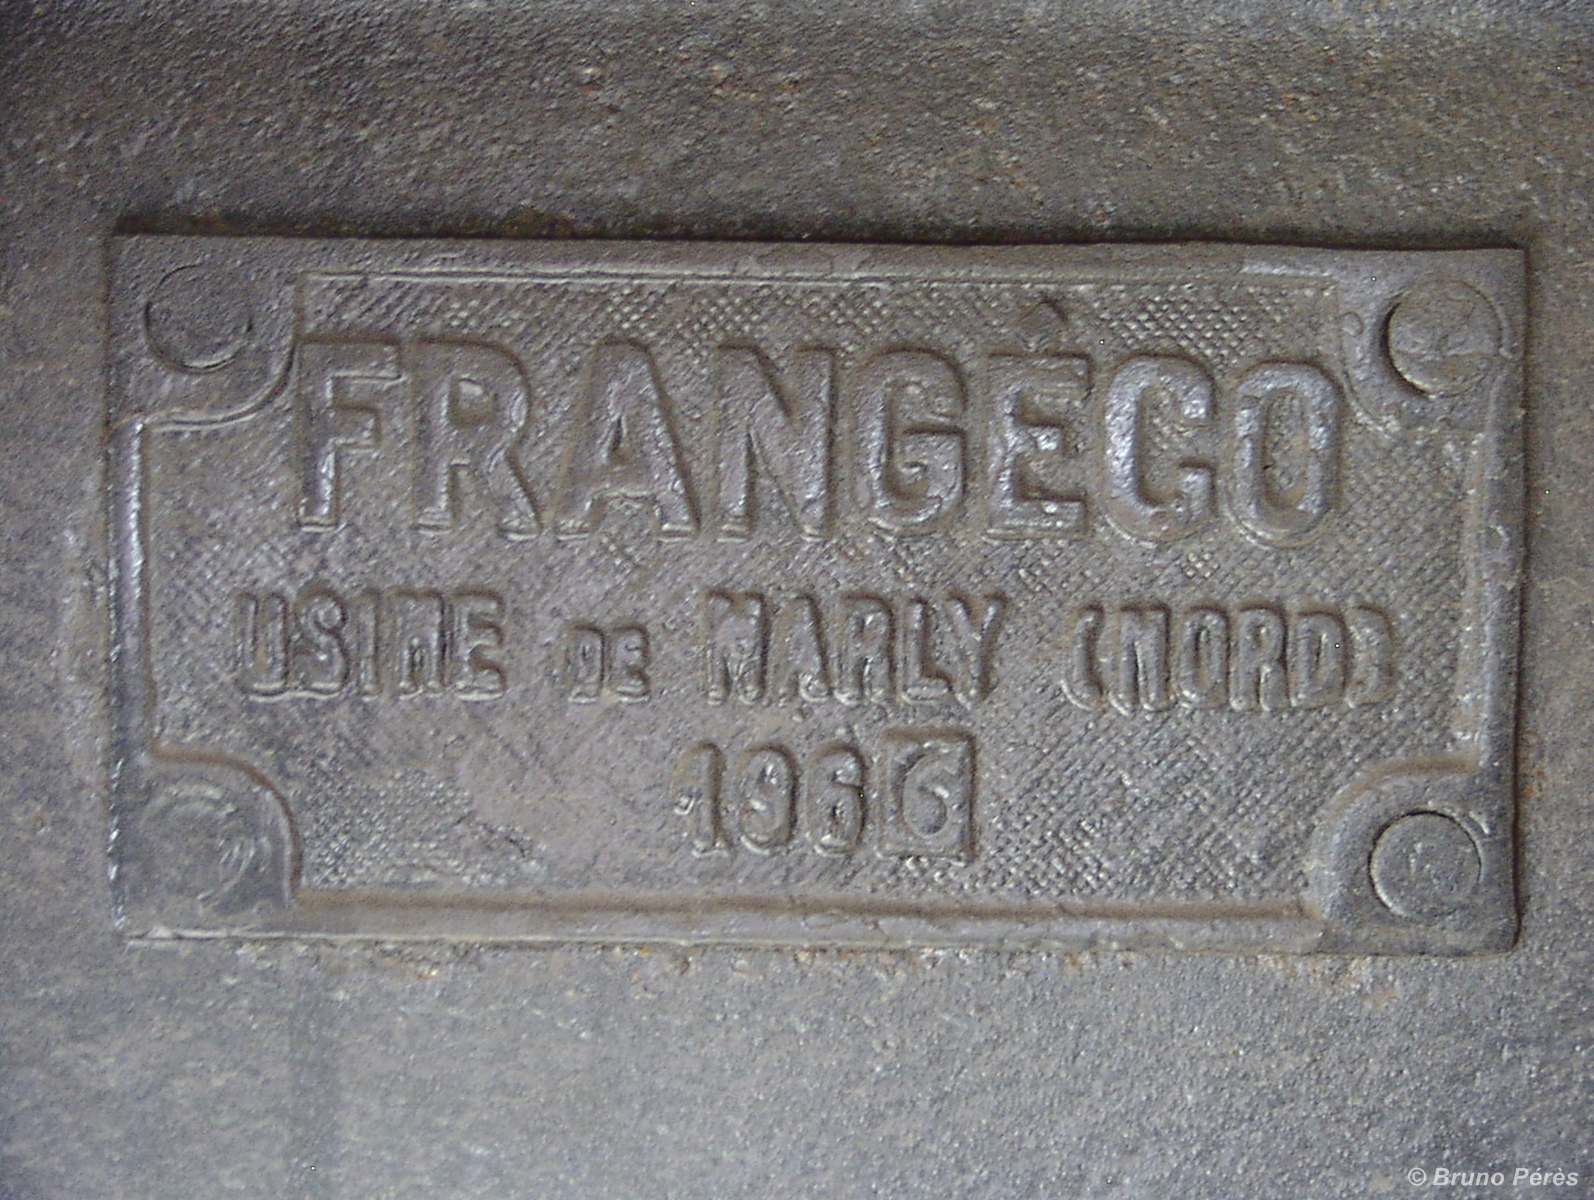 FRANGÉCO
USINE DE MARLY (NORD)
1966
© Bruno Pérès